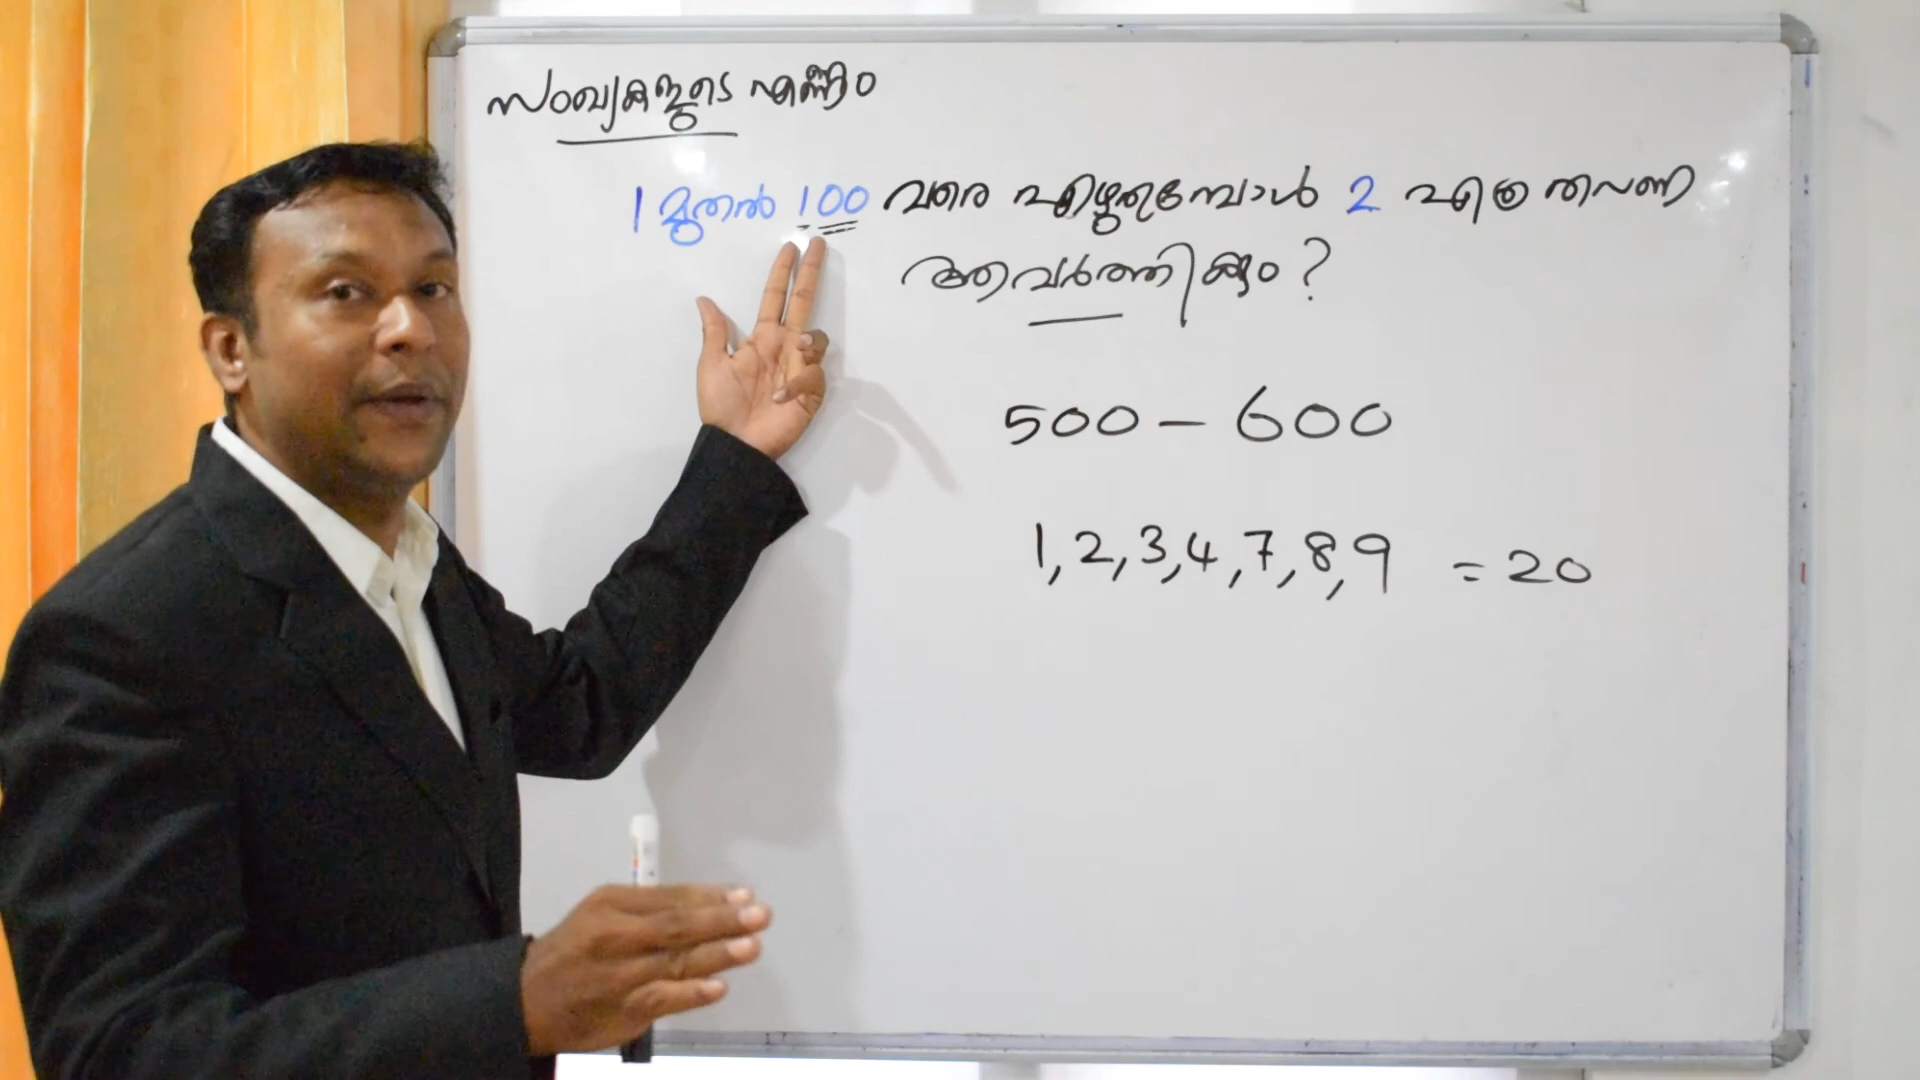 സംഖ്യകളുടെ എണ്ണം
1 മുതൽ 100 വരെ എഴുതുമ്പോൾ 2 എത്ര തവണ
ആവർത്തിക്കും?
500 – 600
1, 2, 3, 4, 7, 8, 9 = 20